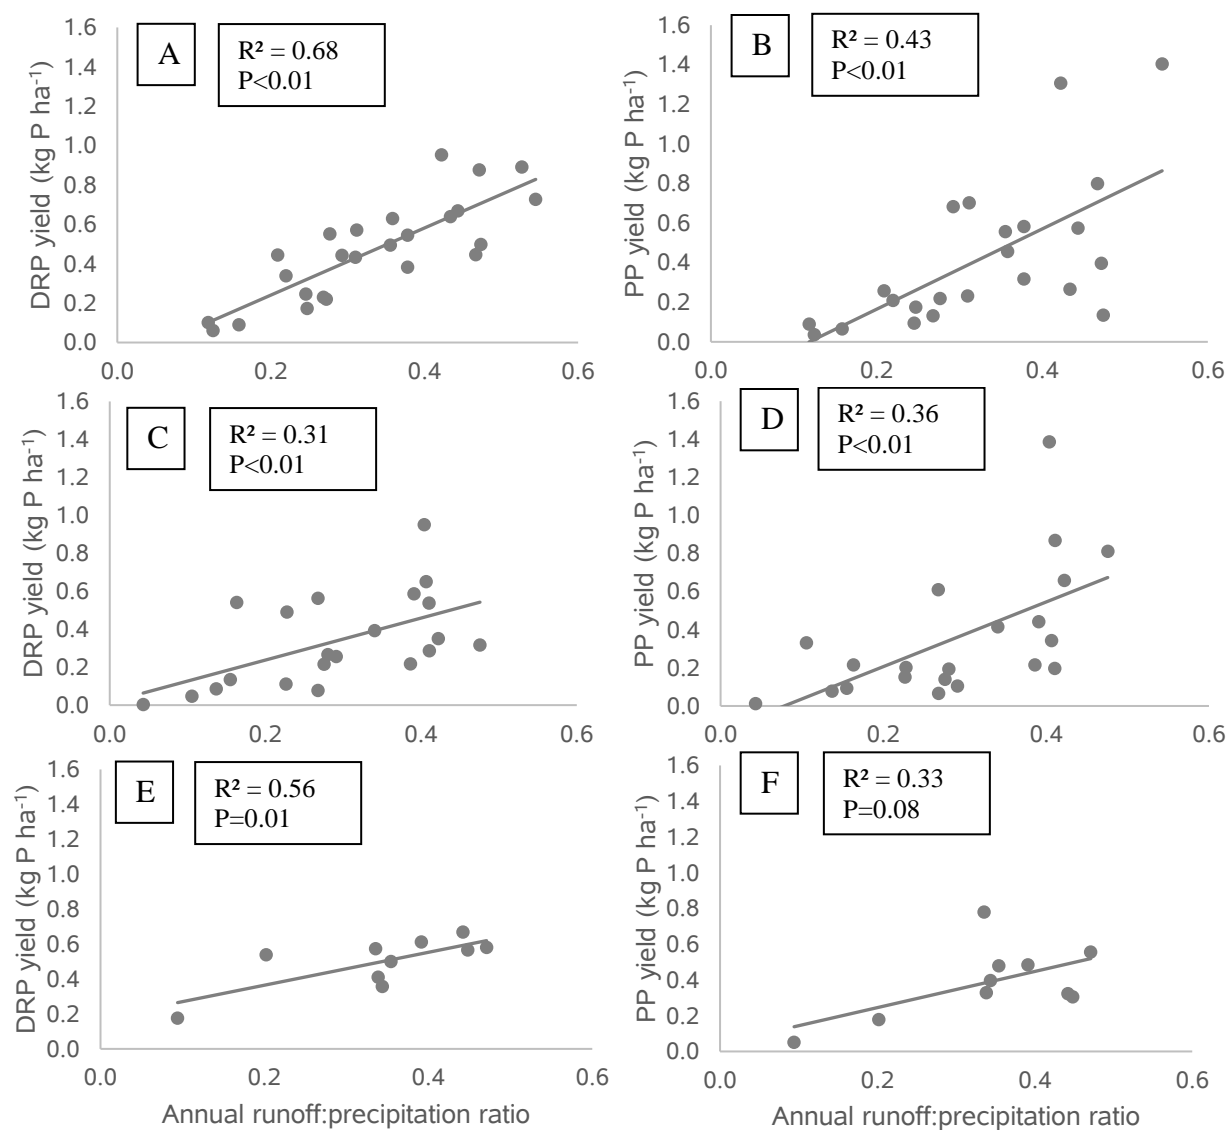 A
R² = 0.68
P<0.01
DRP yield (kg P ha⁻¹)
1.6
1.4
1.2
1.0
0.8
0.6
0.4
0.2
0.0
0.0 0.2 0.4 0.6
B
R² = 0.43
P<0.01
PP yield (kg P ha⁻¹)
1.6
1.4
1.2
1.0
0.8
0.6
0.4
0.2
0.0
0.0 0.2 0.4 0.6
C
R² = 0.31
P<0.01
DRP yield (kg P ha⁻¹)
1.6
1.4
1.2
1.0
0.8
0.6
0.4
0.2
0.0
0.0 0.2 0.4 0.6
D
R² = 0.36
P<0.01
PP yield (kg P ha⁻¹)
1.6
1.4
1.2
1.0
0.8
0.6
0.4
0.2
0.0
0.0 0.2 0.4 0.6
E
R² = 0.56
P=0.01
DRP yield (kg P ha⁻¹)
1.6
1.4
1.2
1.0
0.8
0.6
0.4
0.2
0.0
0.0 0.2 0.4 0.6
Annual runoff:precipitation ratio
F
R² = 0.33
P=0.08
PP yield (kg P ha⁻¹)
1.6
1.4
1.2
1.0
0.8
0.6
0.4
0.2
0.0
0.0 0.2 0.4 0.6
Annual runoff:precipitation ratio